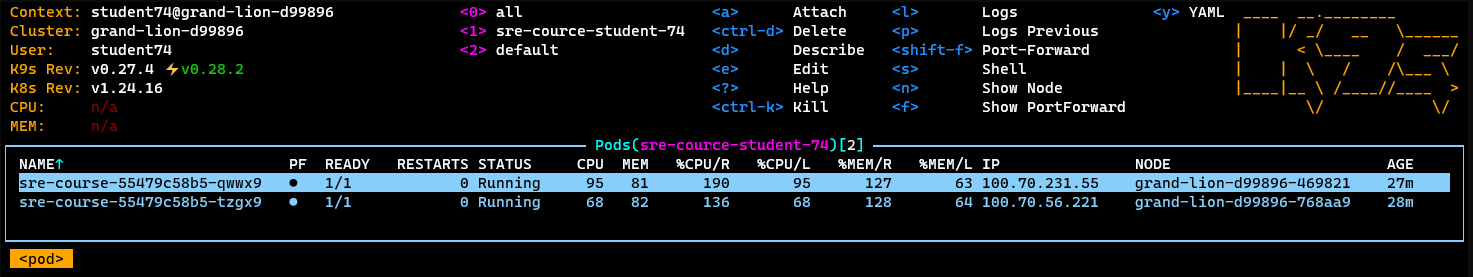 Context: student74@grand-lion-d99896 <0> all <a> Attach <l> Logs <y> YAML
Cluster: grand-lion-d99896 <1> sre-cource-student-74 <ctrl-d> Delete <p> Logs Previous
User: student74 <2> default <d> Describe <shift-f> Port-Forward
K9s Rev: v0.27.4 ⚡v0.28.2 <e> Edit <s> Shell
K8s Rev: v1.24.16 <?> Help <n> Show Node
CPU: n/a <ctrl-k> Kill <f> Show PortForward
MEM: n/a
Pods(sre-cource-student-74)[2]
NAME↑ PF READY RESTARTS STATUS CPU MEM %CPU/R %CPU/L %MEM/R %MEM/L IP NODE AGE
sre-course-55479c58b5-qwwx9 ● 1/1 0 Running 95 81 190 95 127 63 100.70.231.55 grand-lion-d99896-469821 27m
sre-course-55479c58b5-tzgx9 ● 1/1 0 Running 68 82 136 68 128 64 100.70.56.221 grand-lion-d99896-768aa9 28m
<pod>